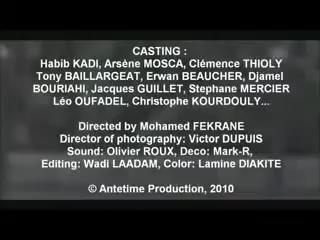 CASTING :
Habib KADI, Arsène MOSCA, Clémence THIOLY
Tony BAILLARGEAT, Erwan BEAUCHER, Djamel
BOURIAHI, Jacques GUILLET, Stephane MERCIER
Léo OUFADEL, Christophe KOURDOULY...
Directed by Mohamed FEKRANE
Director of photography: Victor DUPUIS
Sound: Olivier ROUX, Deco: Mark-R,
Editing: Wadi LAADAM, Color: Lamine DIAKITE
© Antetime Production, 2010